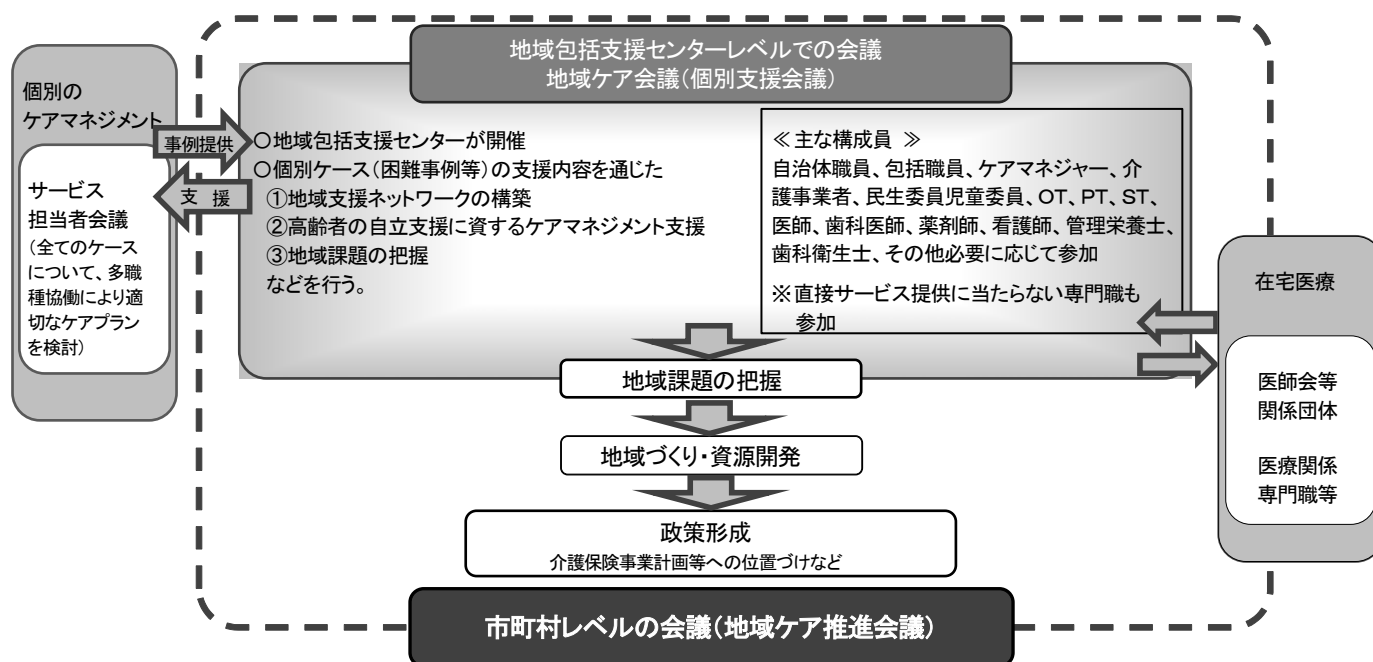 地域包括支援センターレベルでの会議
地域ケア会議(個別支援会議)
個別の
ケアマネジメント
サービス
担当者会議
(全てのケース
について、多職
種協働により適
切なケアプラン
を検討)
事例提供
支 援
○地域包括支援センターが開催
○個別ケース(困難事例等)の支援内容を通じた
①地域支援ネットワークの構築
②高齢者の自立支援に資するケアマネジメント支援
③地域課題の把握
などを行う。
≪ 主な構成員 ≫
自治体職員、包括職員、ケアマネジャー、介
護事業者、民生委員児童委員、OT、PT、ST、
医師、歯科医師、薬剤師、看護師、管理栄養士、
歯科衛生士、その他必要に応じて参加
※直接サービス提供に当たらない専門職も
参加
在宅医療
医師会等
関係団体
医療関係
専門職等
地域課題の把握
地域づくり・資源開発
政策形成
介護保険事業計画等への位置づけなど
市町村レベルの会議(地域ケア推進会議)